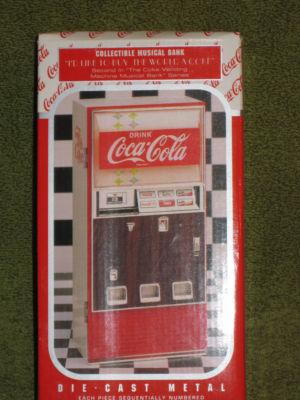 COLLECTIBLE MUSICAL BANK
"I'D LIKE TO BUY THE WORLD A COKE"
Second in "The Coke Vending
Machine Musical Bank" Series
DRINK
Coca-Cola
DIE-CAST METAL
EACH PIECE SEQUENTIALLY NUMBERED